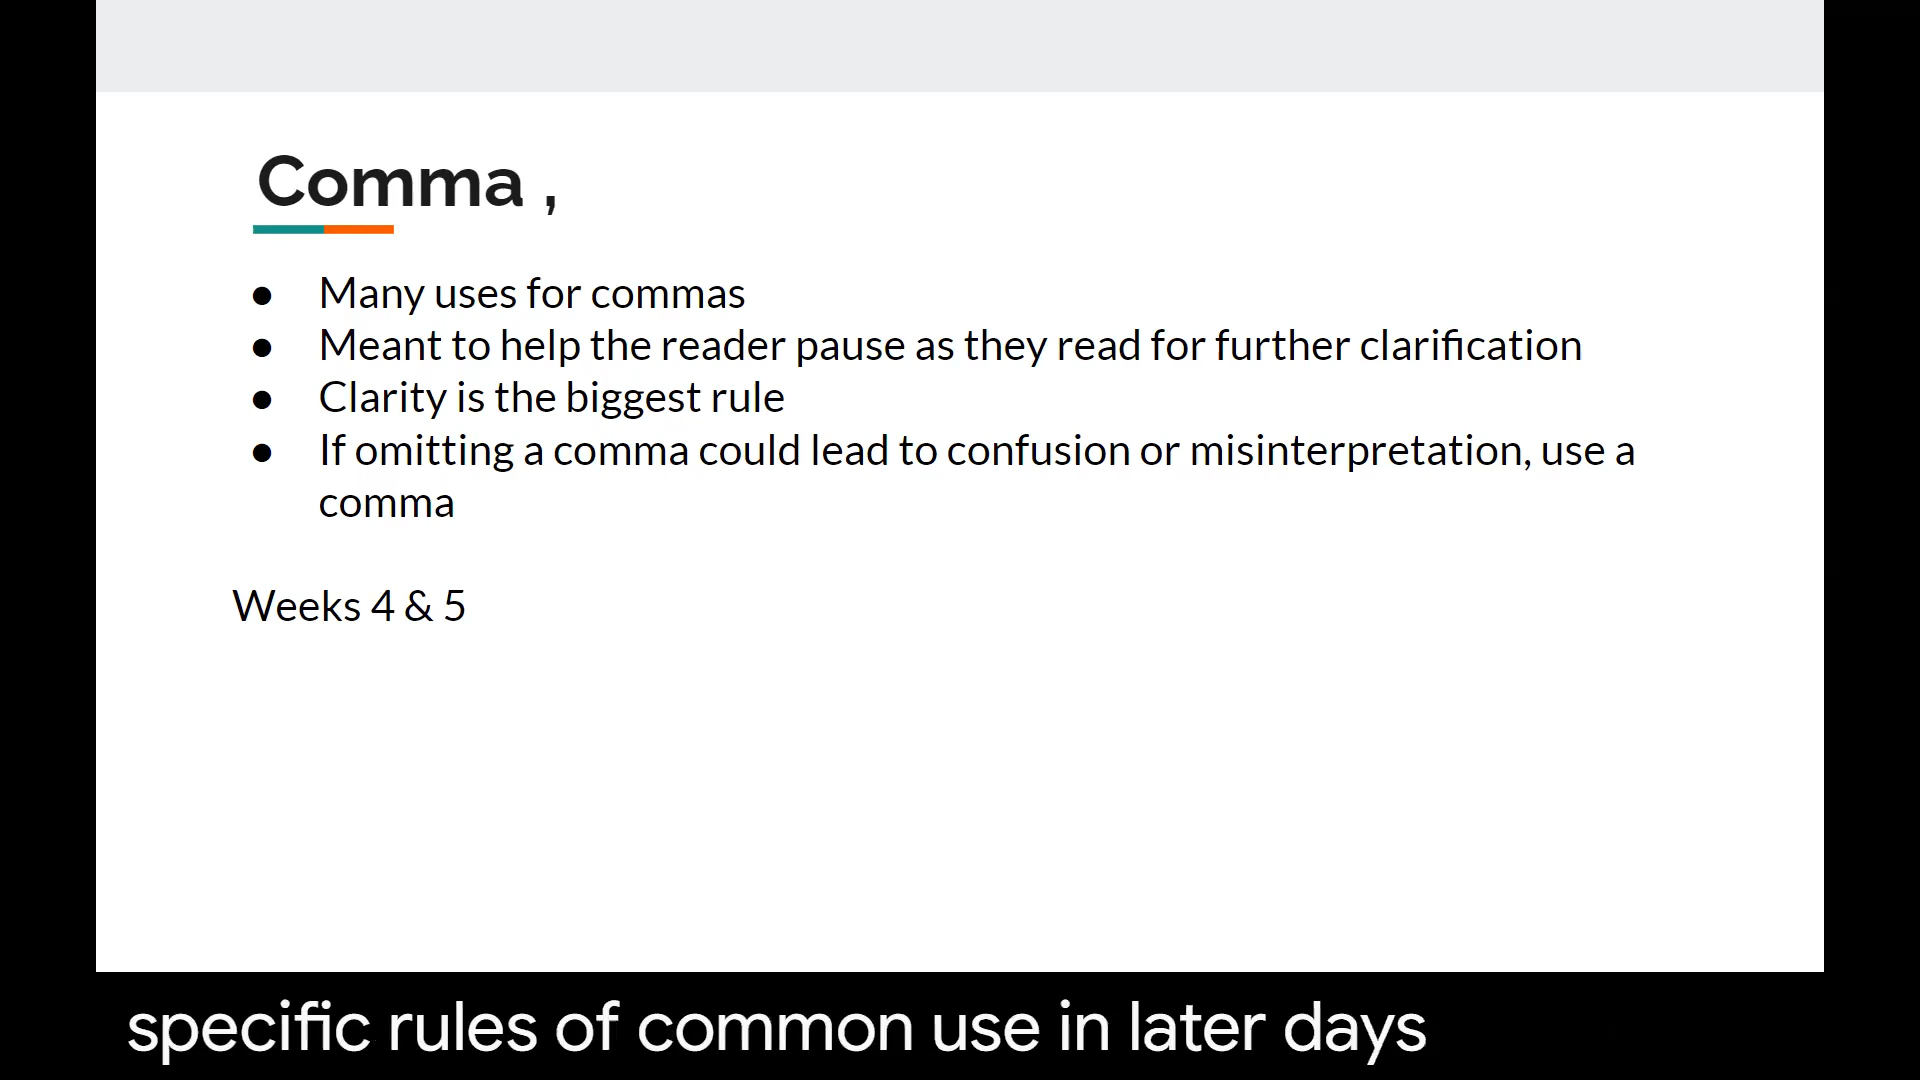 Comma ,
● Many uses for commas
● Meant to help the reader pause as they read for further clarification
● Clarity is the biggest rule
● If omitting a comma could lead to confusion or misinterpretation, use a
comma
Weeks 4 & 5
specific rules of common use in later days